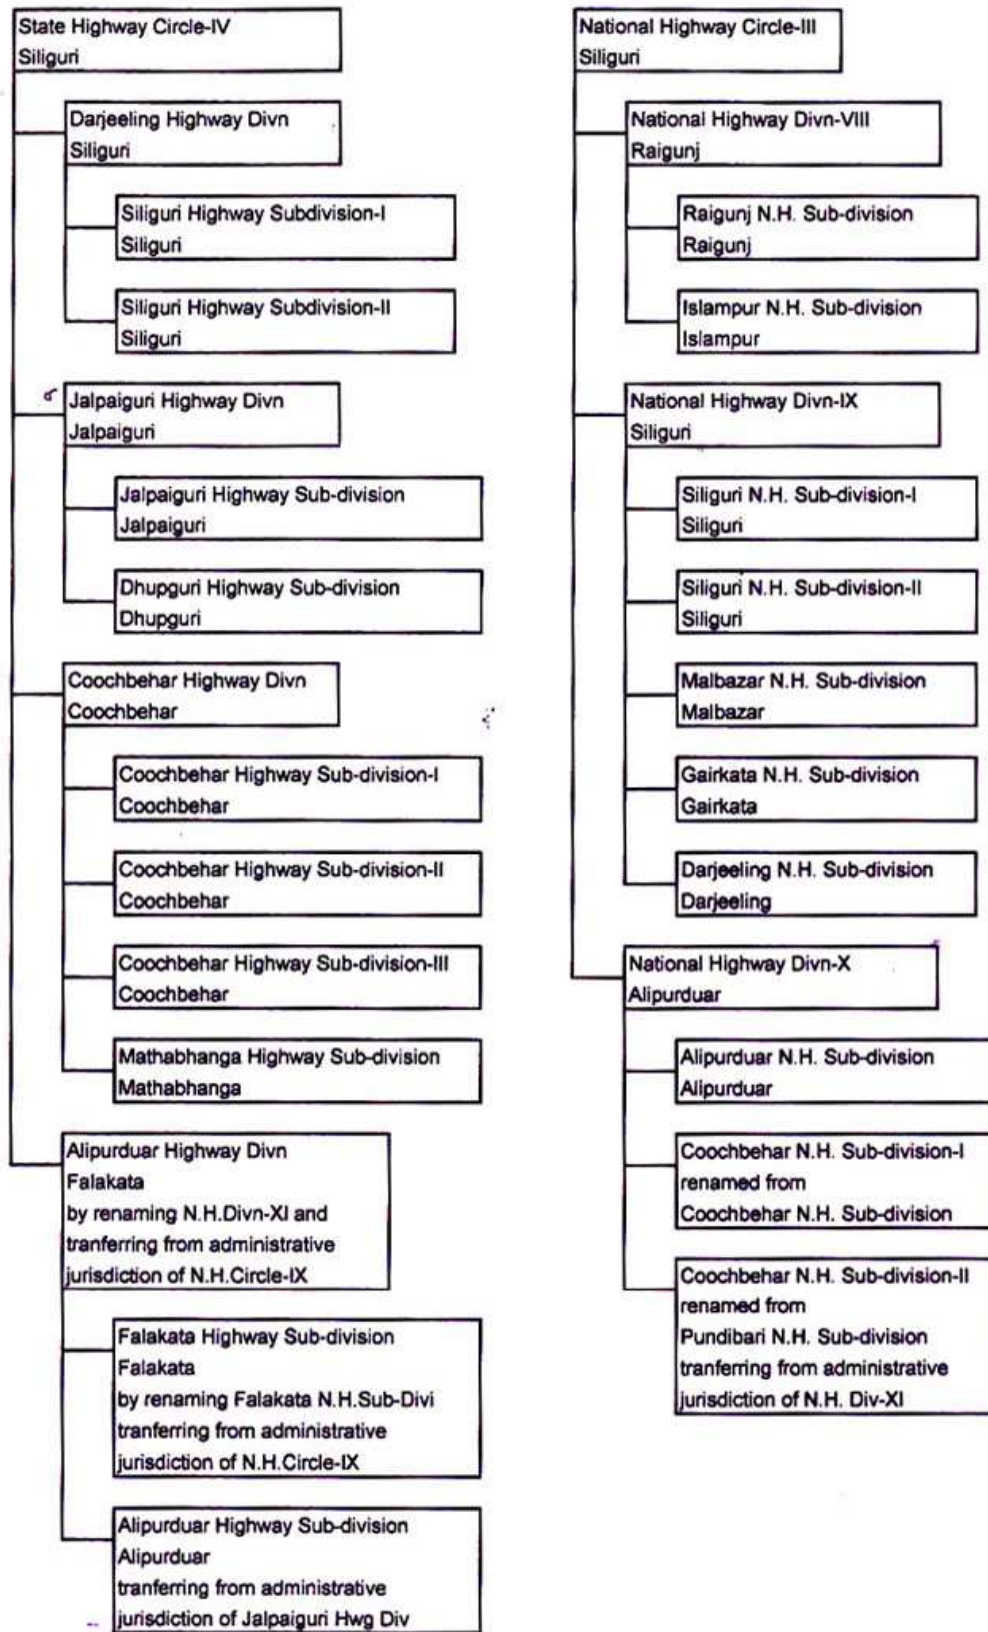 State Highway Circle-IV
Siliguri
Darjeeling Highway Divn
Siliguri
Siliguri Highway Subdivision-I
Siliguri
Siliguri Highway Subdivision-II
Siliguri
Jalpaiguri Highway Divn
Jalpaiguri
Jalpaiguri Highway Sub-division
Jalpaiguri
Dhupguri Highway Sub-division
Dhupguri
Coochbehar Highway Divn
Coochbehar
Coochbehar Highway Sub-division-I
Coochbehar
Coochbehar Highway Sub-division-II
Coochbehar
Coochbehar Highway Sub-division-III
Coochbehar
Mathabhanga Highway Sub-division
Mathabhanga
Alipurduar Highway Divn
Falakata
by renaming N.H.Divn-XI and
tranferring from administrative
jurisdiction of N.H.Circle-IX
Falakata Highway Sub-division
Falakata
by renaming Falakata N.H.Sub-Divi
tranferring from administrative
jurisdiction of N.H.Circle-IX
Alipurduar Highway Sub-division
Alipurduar
tranferring from administrative
jurisdiction of Jalpaiguri Hwg Div
National Highway Circle-III
Siliguri
National Highway Divn-VIII
Raigunj
Raigunj N.H. Sub-division
Raigunj
Islampur N.H. Sub-division
Islampur
National Highway Divn-IX
Siliguri
Siliguri N.H. Sub-division-I
Siliguri
Siliguri N.H. Sub-division-II
Siliguri
Malbazar N.H. Sub-division
Malbazar
Gairkata N.H. Sub-division
Gairkata
Darjeeling N.H. Sub-division
Darjeeling
National Highway Divn-X
Alipurduar
Alipurduar N.H. Sub-division
Alipurduar
Coochbehar N.H. Sub-division-I
renamed from
Coochbehar N.H. Sub-division
Coochbehar N.H. Sub-division-II
renamed from
Pundibari N.H. Sub-division
tranferring from administrative
jurisdiction of N.H. Div-XI